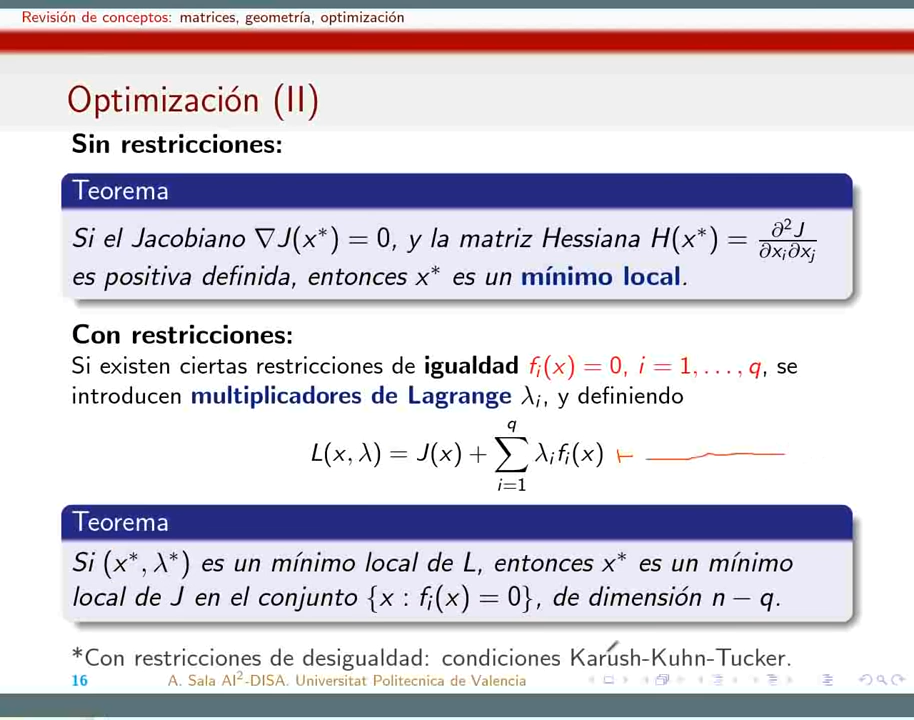 Revisión de conceptos: matrices, geometría, optimización
Optimización (II)
Sin restricciones:
Teorema
Si el Jacobiano ∇J(x*) = 0, y la matriz Hessiana H(x*) = ∂²J/∂xᵢ∂xⱼ
es positiva definida, entonces x* es un mínimo local.
Con restricciones:
Si existen ciertas restricciones de igualdad fᵢ(x) = 0, i = 1, . . . , q, se
introducen multiplicadores de Lagrange λᵢ, y definiendo
L(x, λ) = J(x) + ∑_{i=1}^{q} λᵢfᵢ(x)
Teorema
Si (x*, λ*) es un mínimo local de L, entonces x* es un mínimo
local de J en el conjunto {x : fᵢ(x) = 0}, de dimensión n − q.
*Con restricciones de desigualdad: condiciones Karush-Kuhn-Tucker.
16 A. Sala AI²-DISA. Universitat Politecnica de Valencia